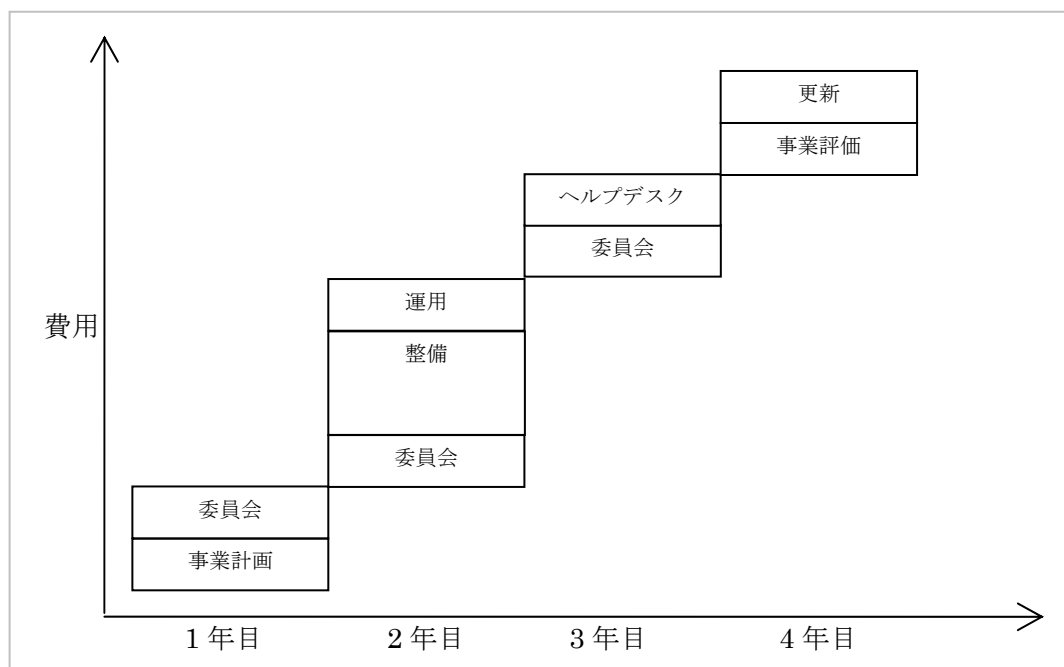 更新
事業評価
ヘルプデスク
委員会
運用
費用
整備
委員会
委員会
事業計画
1年目
2年目
3年目
4年目